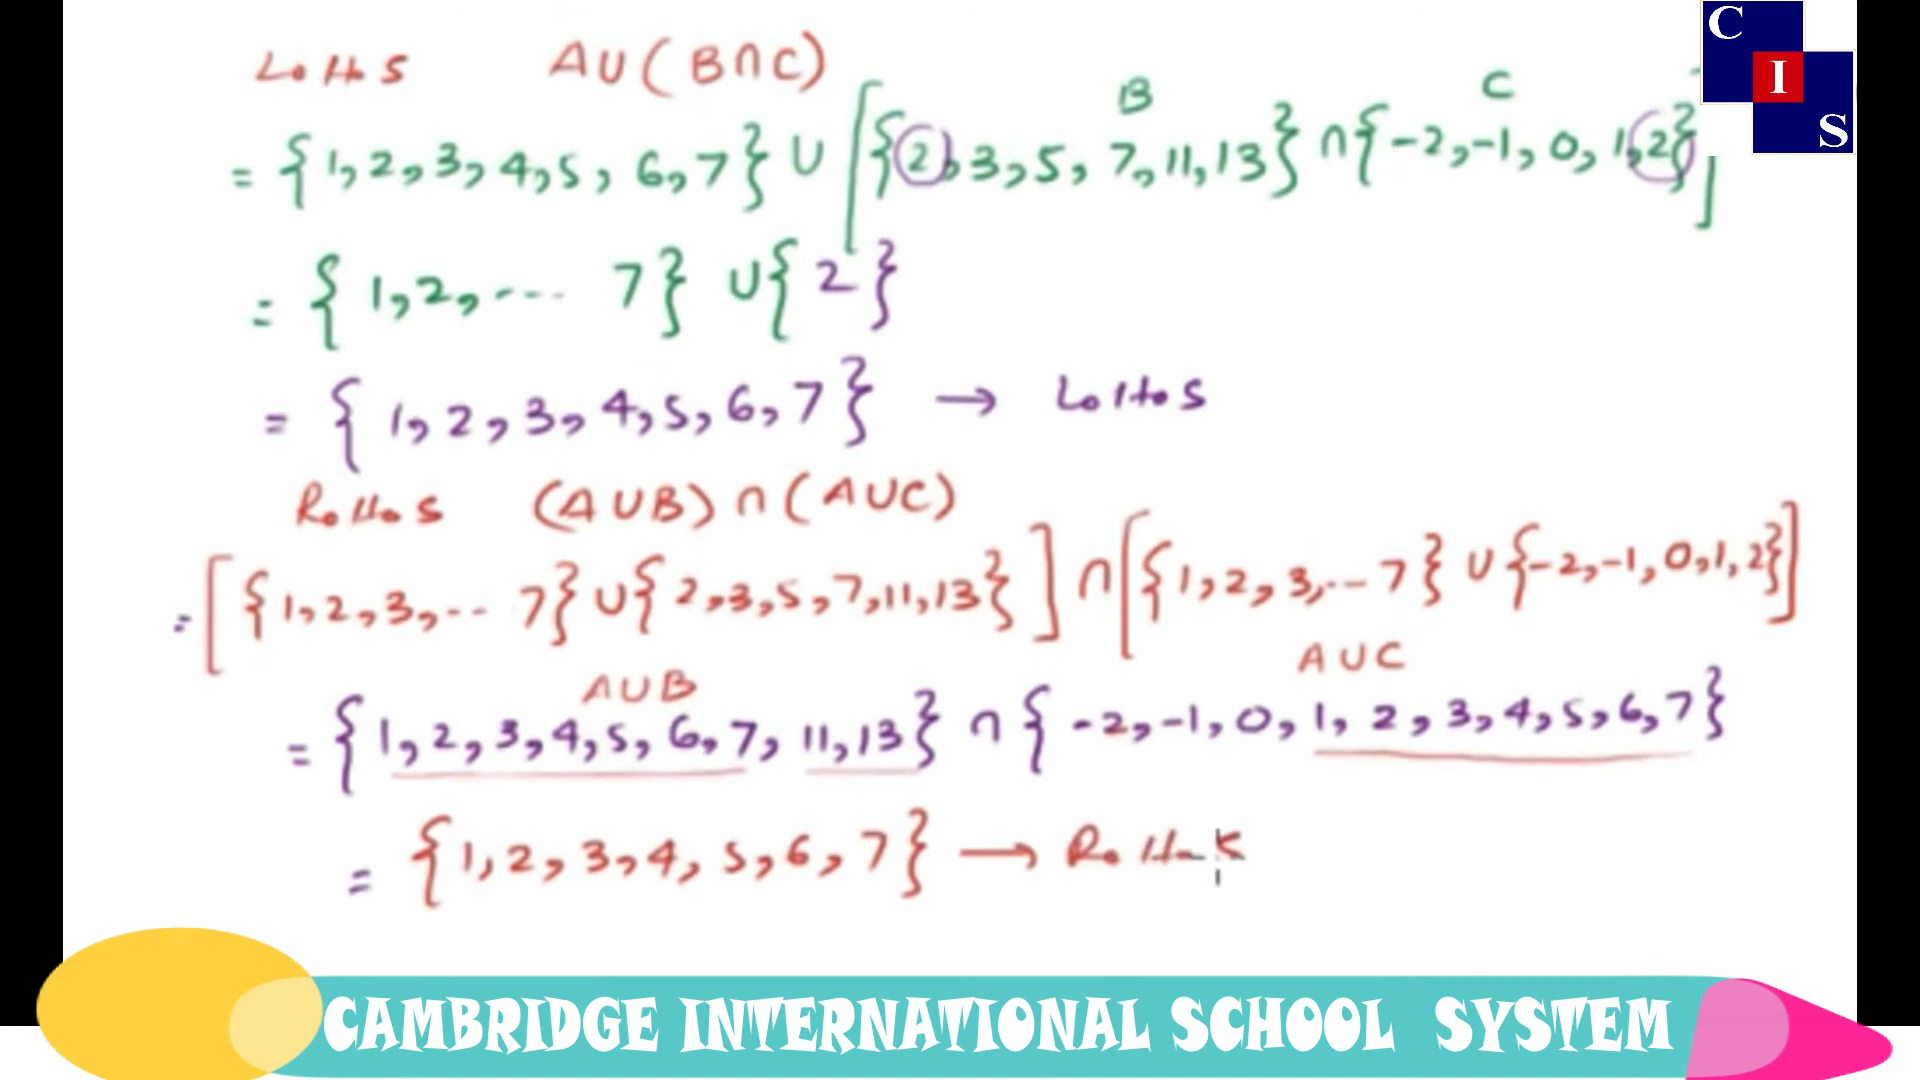 L.H.S A∪(B∩C)
B C
= {1, 2, 3, 4, 5, 6, 7} ∪ [{2, 3, 5, 7, 11, 13} ∩ {-2, -1, 0, 1, 2}]
= {1, 2, ... 7} ∪ {2}
= {1, 2, 3, 4, 5, 6, 7} → L.H.S
R.H.S (A∪B)∩(A∪C)
= [{1, 2, 3, ... 7} ∪ {2, 3, 5, 7, 11, 13}] ∩ [{1, 2, 3, ... 7} ∪ {-2, -1, 0, 1, 2}]
A∪B A∪C
= {1, 2, 3, 4, 5, 6, 7, 11, 13} ∩ {-2, -1, 0, 1, 2, 3, 4, 5, 6, 7}
= {1, 2, 3, 4, 5, 6, 7} → R.H.S
C
I
S
CAMBRIDGE INTERNATIONAL SCHOOL SYSTEM